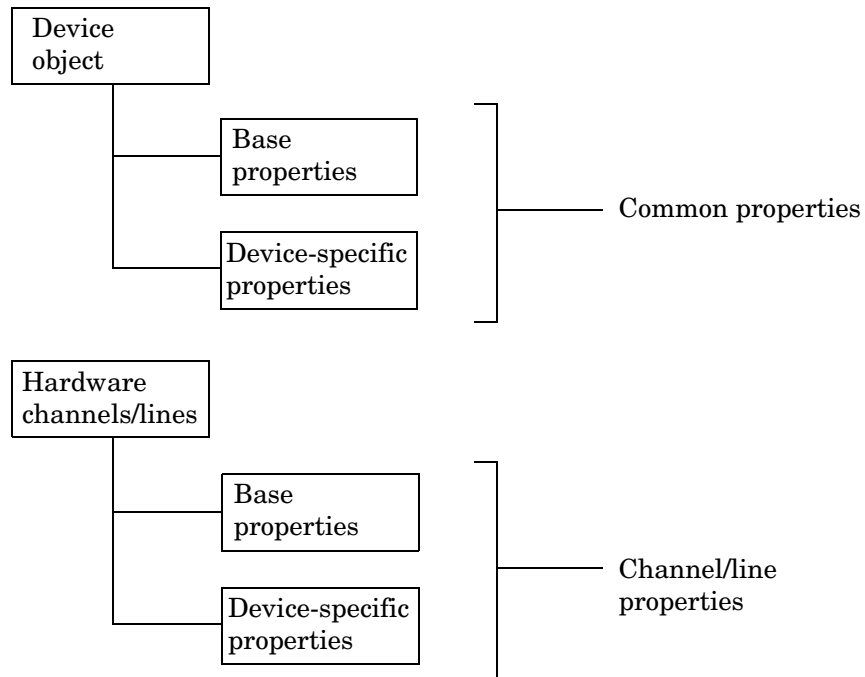 Device
object
Base
properties
Common properties
Device-specific
properties
Hardware
channels/lines
Base
properties
Channel/line
properties
Device-specific
properties